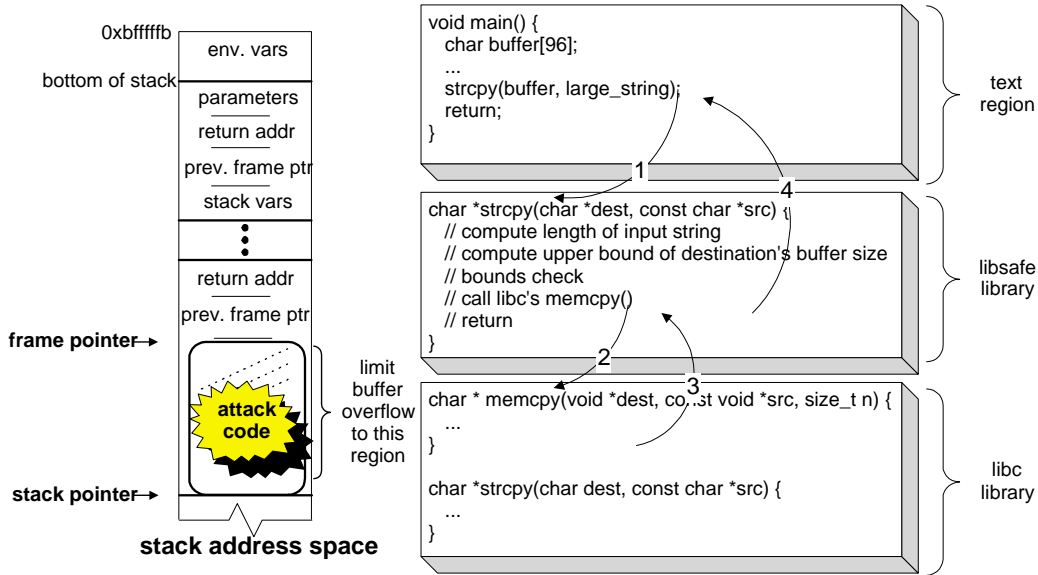 0xbfffffb
env. vars
bottom of stack
parameters
return addr
prev. frame ptr
stack vars
return addr
prev. frame ptr
frame pointer
attack
code
limit
buffer
overflow
to this
region
stack pointer
stack address space
void main() {
char buffer[96];
...
strcpy(buffer, large_string);
return;
}
text
region
1
4
char *strcpy(char *dest, const char *src) {
// compute length of input string
// compute upper bound of destination's buffer size
// bounds check
// call libc's memcpy()
// return
}
libsafe
library
2
3
char * memcpy(void *dest, const void *src, size_t n) {
...
}
char *strcpy(char dest, const char *src) {
...
}
libc
library